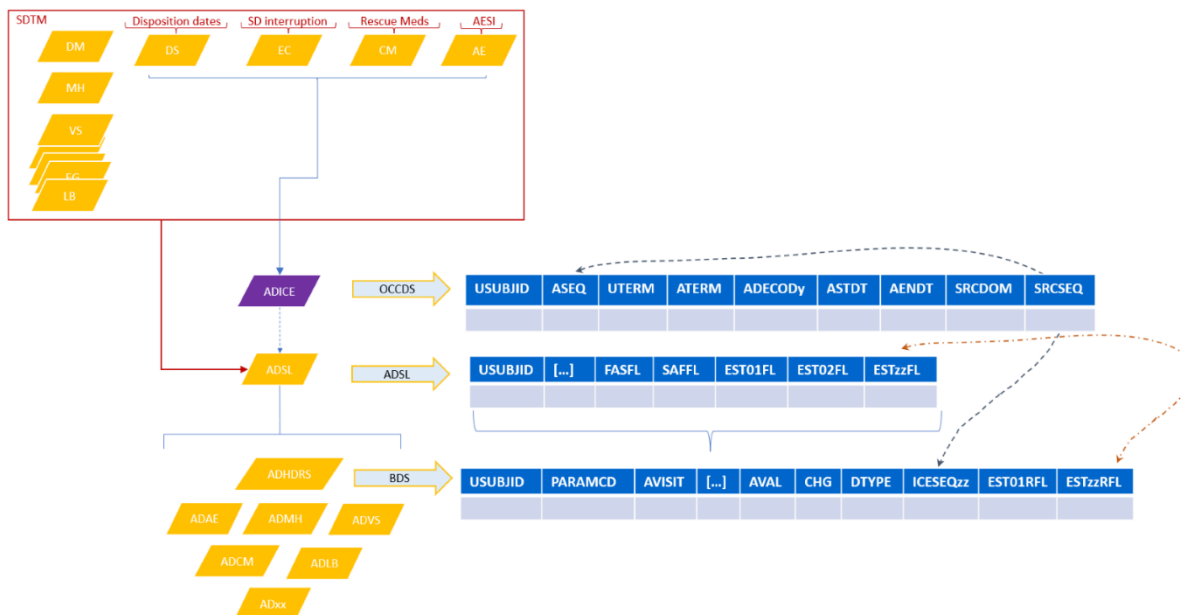 SDTM
Disposition dates
SD interruption
Rescue Meds
AESI
DM
DS
EC
CM
AE
MH
VS
EG
LB
ADICE
OCCDS
USUBJID ASEQ UTERM ATERM ADECODy ASTDT AENDT SRCDOM SRCSEQ
ADSL
ADSL
USUBJID [...] FASFL SAFFL EST01FL EST02FL ESTzzFL
ADHDRS
BDS
USUBJID PARAMCD AVISIT [...] AVAL CHG DTYPE ICESEQzz EST01RFL ESTzzRFL
ADAE
ADMH
ADVS
ADCM
ADLB
ADxx